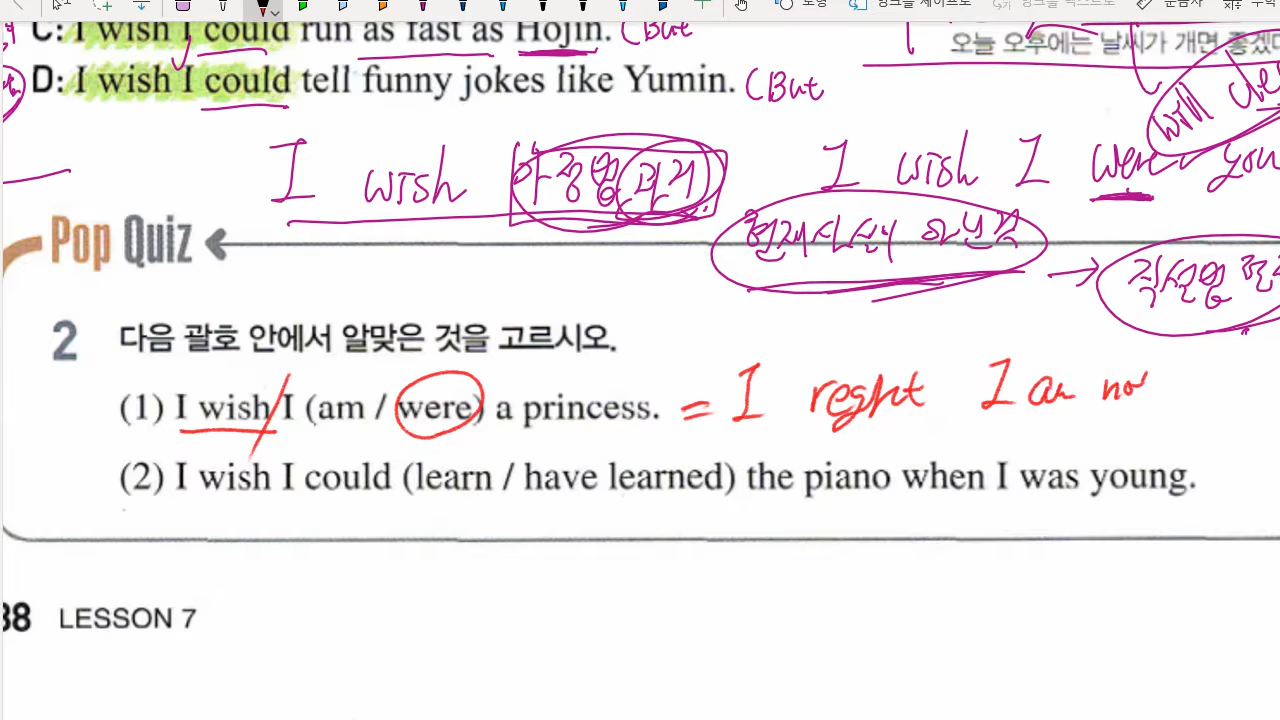 C: I wish I could run as fast as Hojin. (But
오늘 오후에는 날씨가 개면 좋겠다
D: I wish I could tell funny jokes like Yumin. (But
will
I wish 가정법 과거
I wish I were you
Pop Quiz
현재사실의 반대
→ 직설법 현재
2 다음 괄호 안에서 알맞은 것을 고르시오.
(1) I wish / I (am / were) a princess. = I I am not
(2) I wish I could (learn / have learned) the piano when I was young.
38 LESSON 7